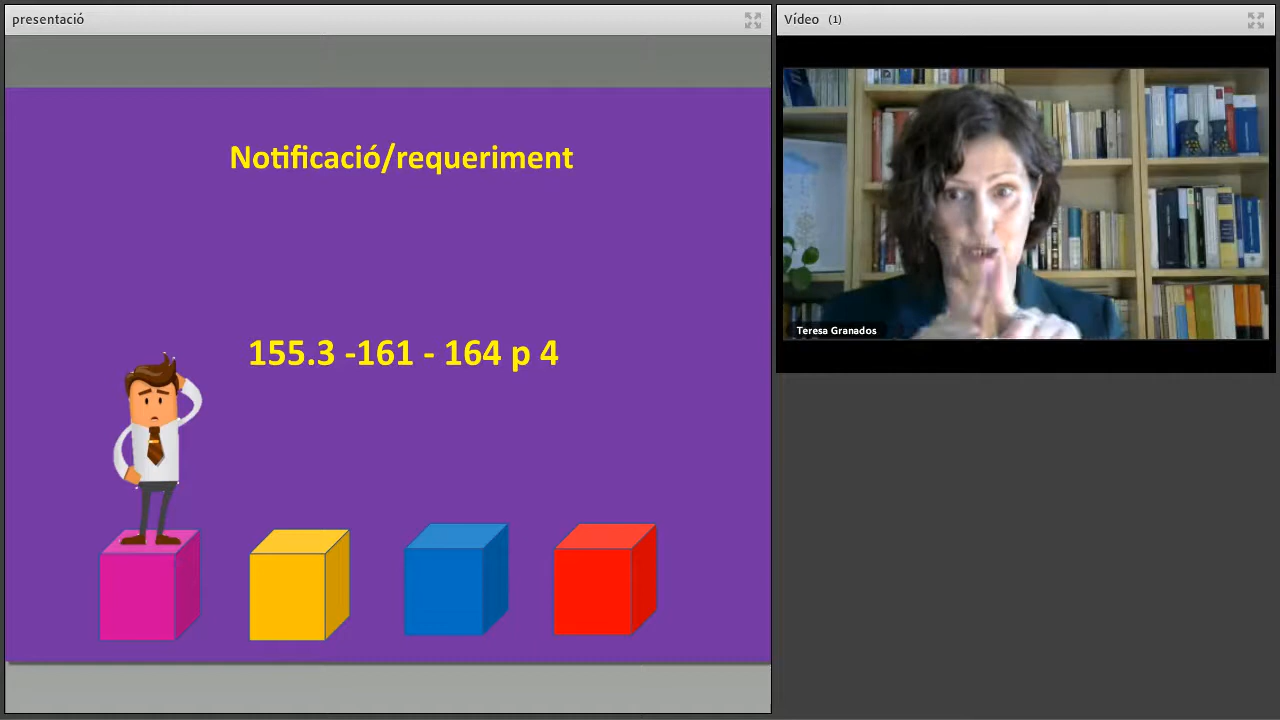 presentació
Notificació/requeriment
155.3 -161 - 164 p 4
Vídeo (1)
Teresa Granados